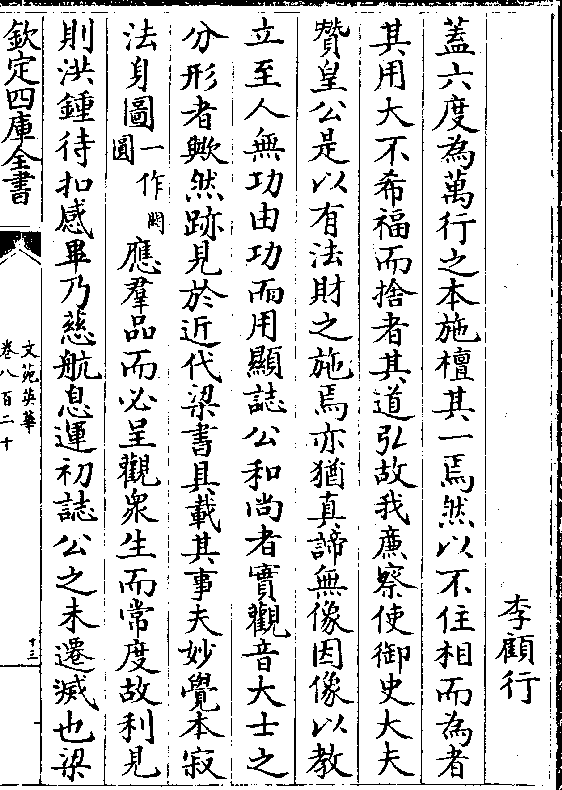 李顧行
蓋六度為萬行之本施檀其一焉然以不住相而為者
其用大不希福而捨者其道弘故我廉察使御史大夫
贊皇公是以有法財之施焉亦猶真諦無像因像以教
立至人無功由功而用顯誌公和尚者實觀音大士之
分形者歟然跡見於近代梁書具載其事夫妙覺本寂
法身圖一作闕圓應羣品而必呈觀衆生而常度故利見
則洪鍾待扣感畢乃慈航息運初誌公之未遷滅也梁
欽定四庫全書
文苑英華
卷八百二十
十三